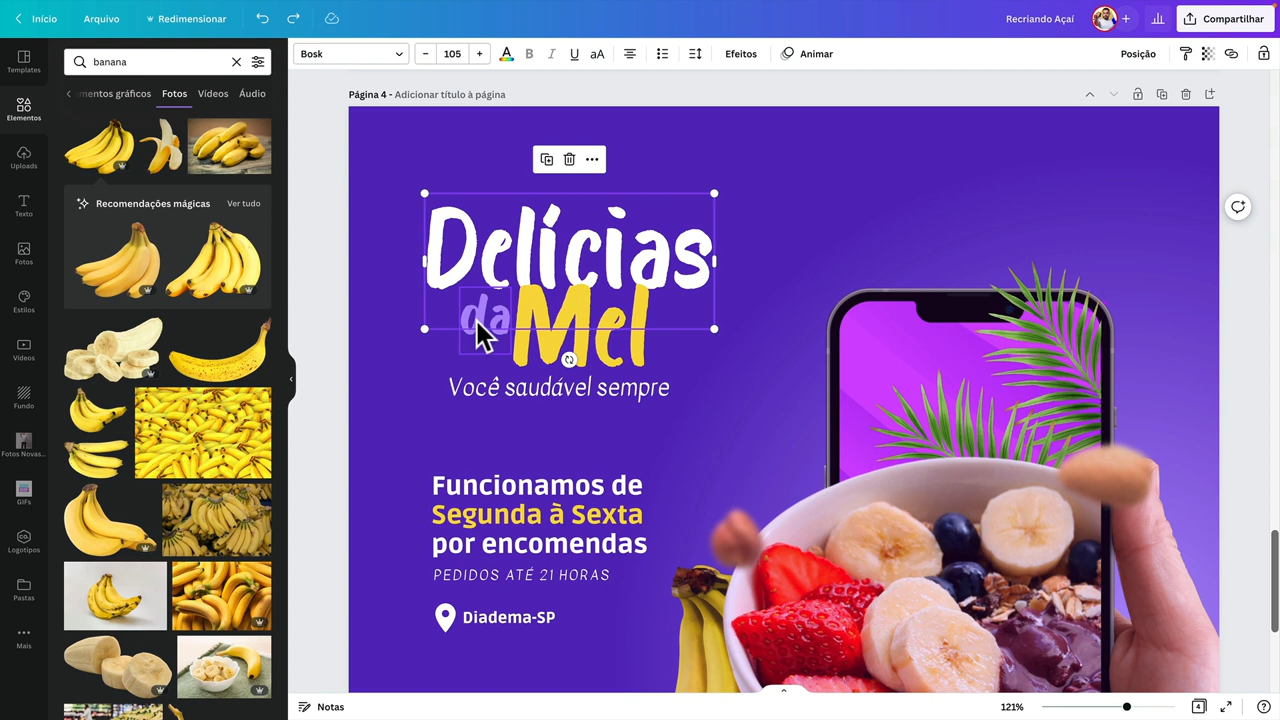 Início
Arquivo
Redimensionar
Recriando Açaí
Compartilhar
banana
Bosk
105
B
I
U
aA
Efeitos
Animar
Posição
Templates
Elementos
Uploads
Texto
Fotos
Estilos
Vídeos
Fundo
Fotos Novas...
GIFs
Logotipos
Pastas
Mais
mentos gráficos
Fotos
Vídeos
Áudio
Recomendações mágicas
Ver tudo
Página 4 - Adicionar título à página
Delícias
da Mel
Você saudável sempre
Funcionamos de
Segunda à Sexta
por encomendas
PEDIDOS ATÉ 21 HORAS
Diadema-SP
Notas
121%
4